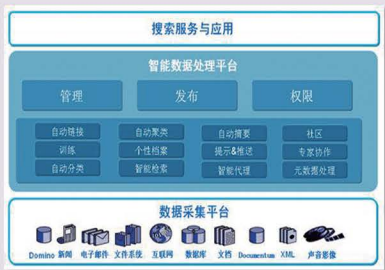 搜索服务与应用
智能数据处理平台
管理 发布 权限
自动链接 自动聚类 自动摘要 社区
训练 个性档案 提示&推送 专家协作
自动分类 智能检索 智能代理 元数据处理
数据采集平台
Domino 新闻 电子邮件 文件系统 互联网 数据库 文档 Documentum XML 声音影像